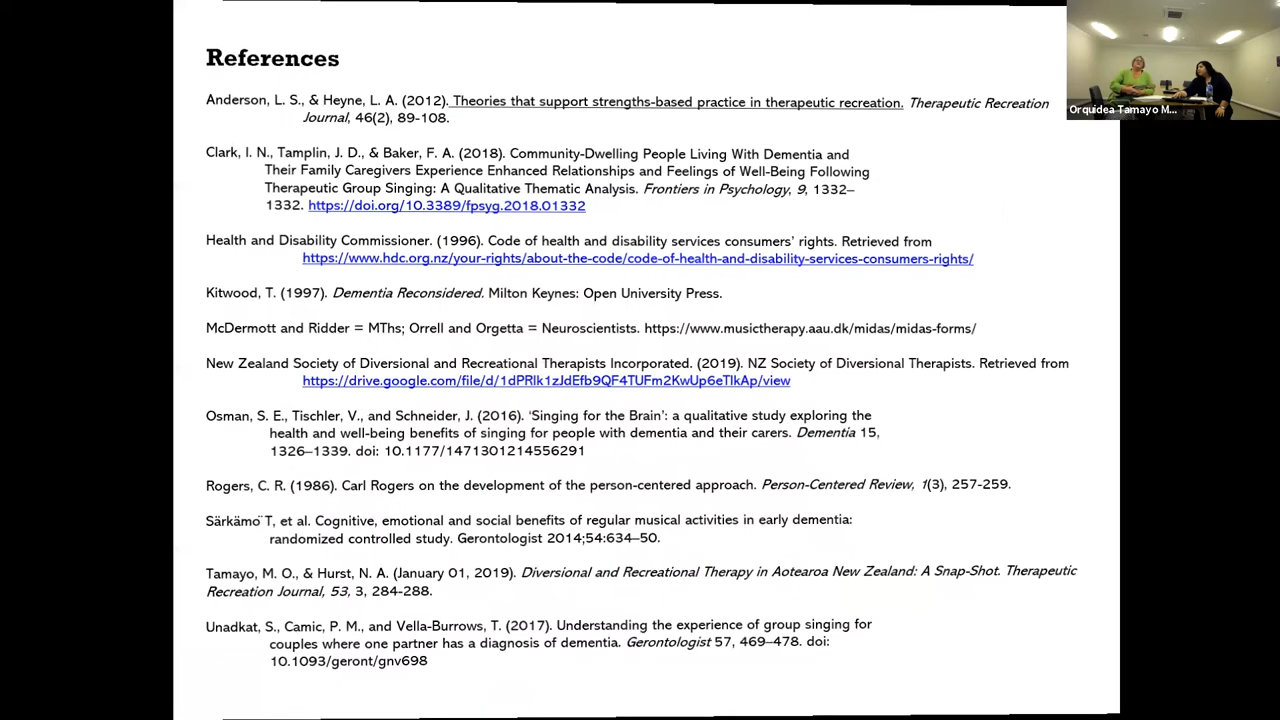 References
Anderson, L. S., & Heyne, L. A. (2012). Theories that support strengths-based practice in therapeutic recreation. Therapeutic Recreation
Journal, 46(2), 89-108.
Orquidea Tamayo M...
Clark, I. N., Tamplin, J. D., & Baker, F. A. (2018). Community-Dwelling People Living With Dementia and
Their Family Caregivers Experience Enhanced Relationships and Feelings of Well-Being Following
Therapeutic Group Singing: A Qualitative Thematic Analysis. Frontiers in Psychology, 9, 1332–
1332. https://doi.org/10.3389/fpsyg.2018.01332
Health and Disability Commissioner. (1996). Code of health and disability services consumers' rights. Retrieved from
https://www.hdc.org.nz/your-rights/about-the-code/code-of-health-and-disability-services-consumers-rights/
Kitwood, T. (1997). Dementia Reconsidered. Milton Keynes: Open University Press.
McDermott and Ridder = MThs; Orrell and Orgetta = Neuroscientists. https://www.musictherapy.aau.dk/midas/midas-forms/
New Zealand Society of Diversional and Recreational Therapists Incorporated. (2019). NZ Society of Diversional Therapists. Retrieved from
https://drive.google.com/file/d/1dPRlk1zJdEfb9QF4TUFm2KwUp6eTlkAp/view
Osman, S. E., Tischler, V., and Schneider, J. (2016). ‘Singing for the Brain’: a qualitative study exploring the
health and well-being benefits of singing for people with dementia and their carers. Dementia 15,
1326–1339. doi: 10.1177/1471301214556291
Rogers, C. R. (1986). Carl Rogers on the development of the person-centered approach. Person-Centered Review, 1(3), 257-259.
Särkämo¨ T, et al. Cognitive, emotional and social benefits of regular musical activities in early dementia:
randomized controlled study. Gerontologist 2014;54:634–50.
Tamayo, M. O., & Hurst, N. A. (January 01, 2019). Diversional and Recreational Therapy in Aotearoa New Zealand: A Snap-Shot. Therapeutic
Recreation Journal, 53, 3, 284-288.
Unadkat, S., Camic, P. M., and Vella-Burrows, T. (2017). Understanding the experience of group singing for
couples where one partner has a diagnosis of dementia. Gerontologist 57, 469–478. doi:
10.1093/geront/gnv698